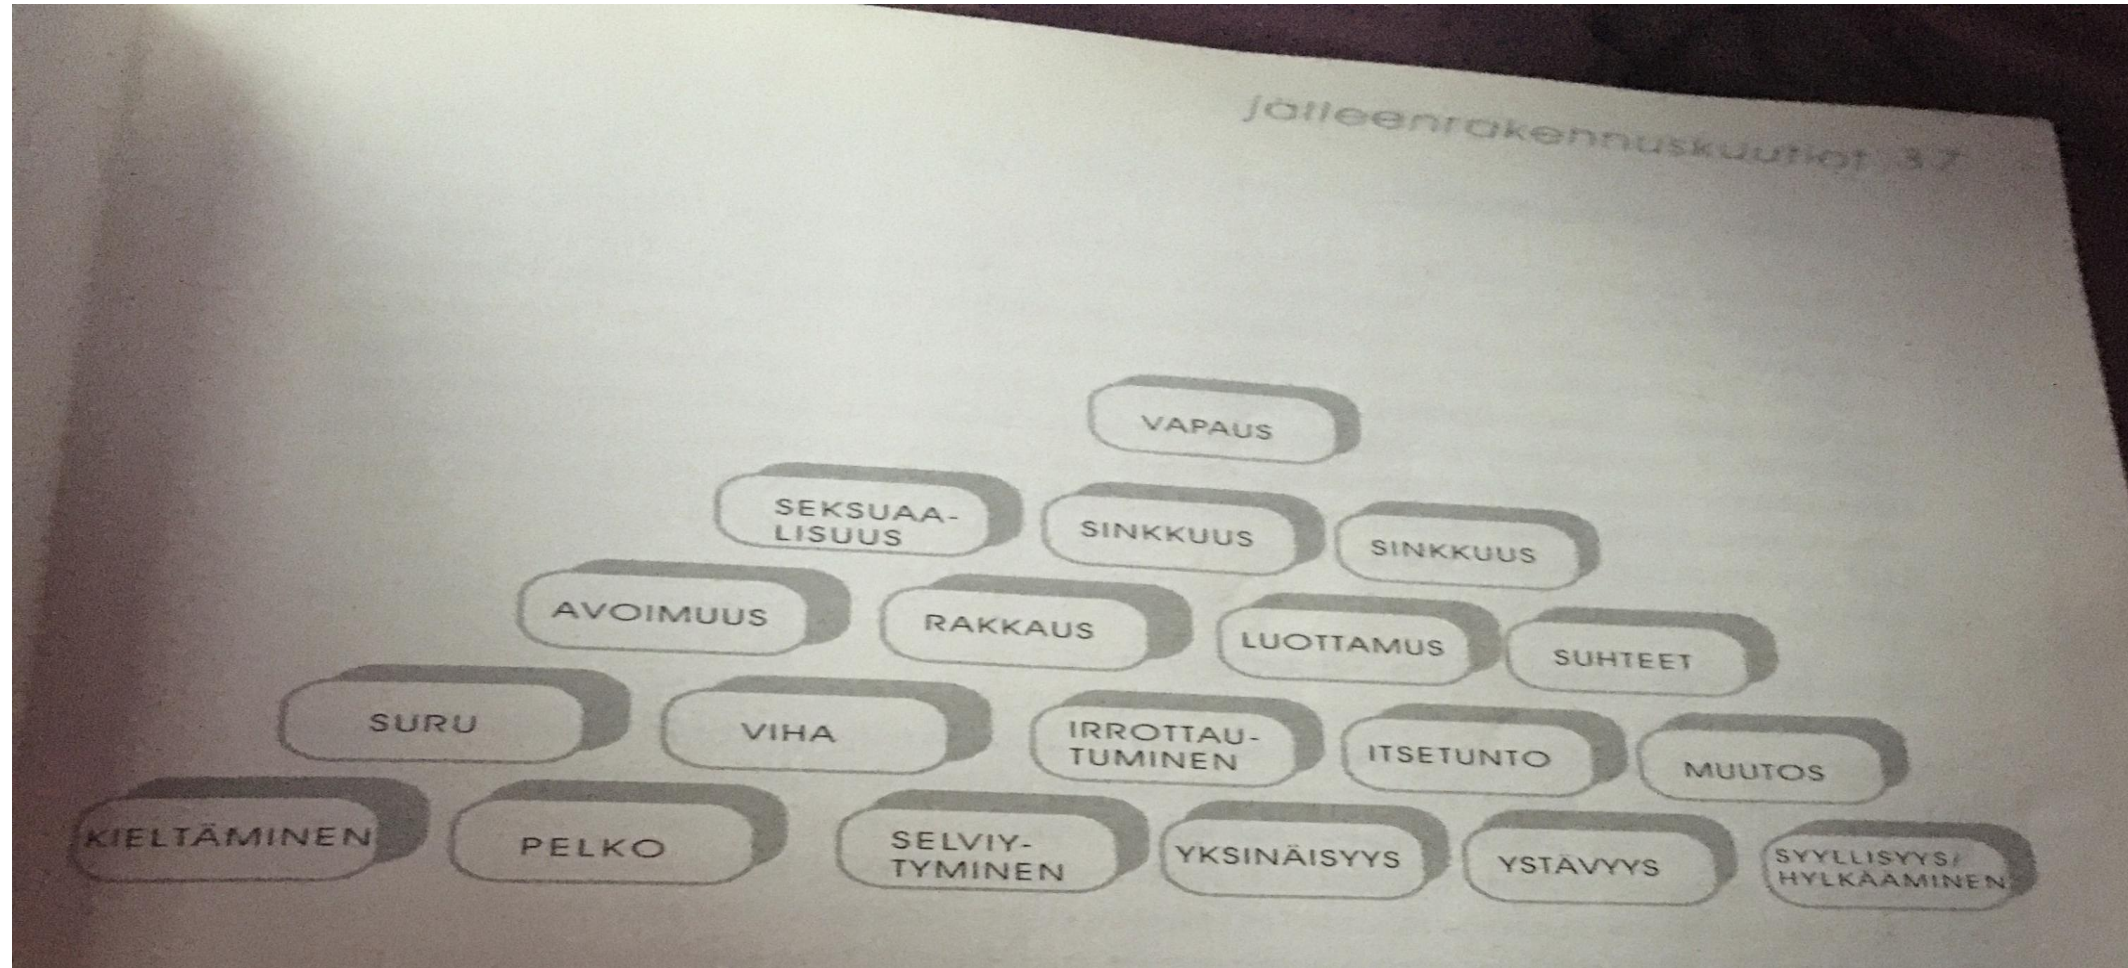 jälleenrakennuskuutiot 37
VAPAUS
SEKSUAA-
LISUUS
SINKKUUS
SINKKUUS
AVOIMUUS
RAKKAUS
LUOTTAMUS
SUHTEET
SURU
VIHA
IRROTTAU-
TUMINEN
ITSETUNTO
MUUTOS
KIELTÄMINEN
PELKO
SELVIY-
TYMINEN
YKSINÄISYYS
YSTÄVYYS
SYYLLISYYS/
HYLKÄÄMINEN